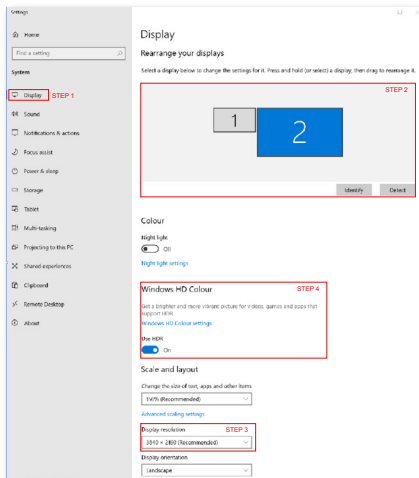 Settings
Home
Find a setting
System
Display STEP 1
Sound
Notifications & actions
Focus assist
Power & sleep
Storage
Tablet
Multi-tasking
Projecting to this PC
Shared experiences
Clipboard
Remote Desktop
About
Display
Rearrange your displays
Select a display below to change the settings for it. Press and hold (or select) a display, then drag to rearrange it.
STEP 2
1
2
Identify Detect
Colour
Night light
Off
Night light settings
Windows HD Colour STEP 4
Get a brighter and more vibrant picture for videos, games and apps that
support HDR.
Windows HD Colour settings
Use HDR
On
Scale and layout
Change the size of text, apps and other items
150% (Recommended)
Advanced scaling settings
Display resolution STEP 3
3840 × 2160 (Recommended)
Display orientation
Landscape